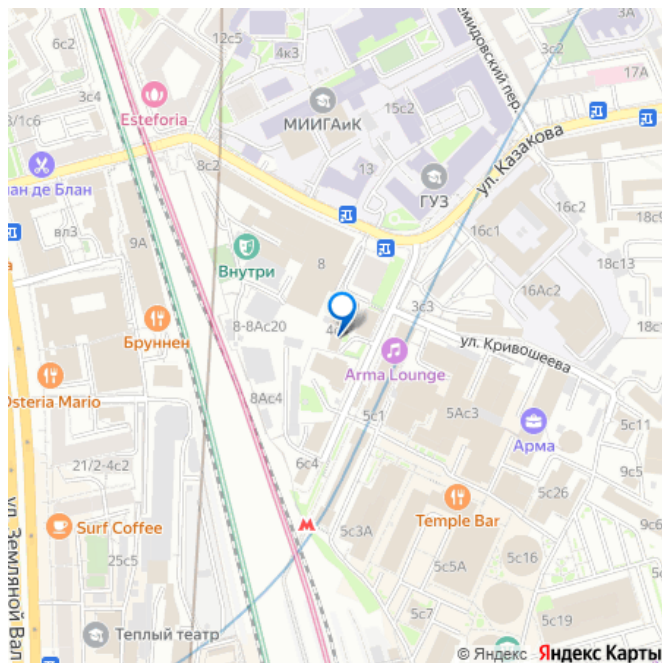 6с2
12с5
4к3
Демидовский пер.
3А
3с2
17А
3с4
Esteforia
МИИГАиК
15с2
3/1с6
8с2
13
ул. Казакова
лан де Блан
ГУЗ
16с2
18с9
вл3
9А
16с1
Внутри
8
18с13
16Ас2
3с3
Бруннен
8-8Ас20
ул. Кривошеева
Arma Lounge
Osteria Mario
8Ас4
5с1
5Ас3
Арма
5с11
21/2-4с2
6с4
9с5
5с26
Temple Bar
Surf Coffee
5с3А
9с6
25с5
5с16
5с5А
ул. Земляной Вал
5с7
5с19
Теплый театр
© Яндекс Яндекс Карты